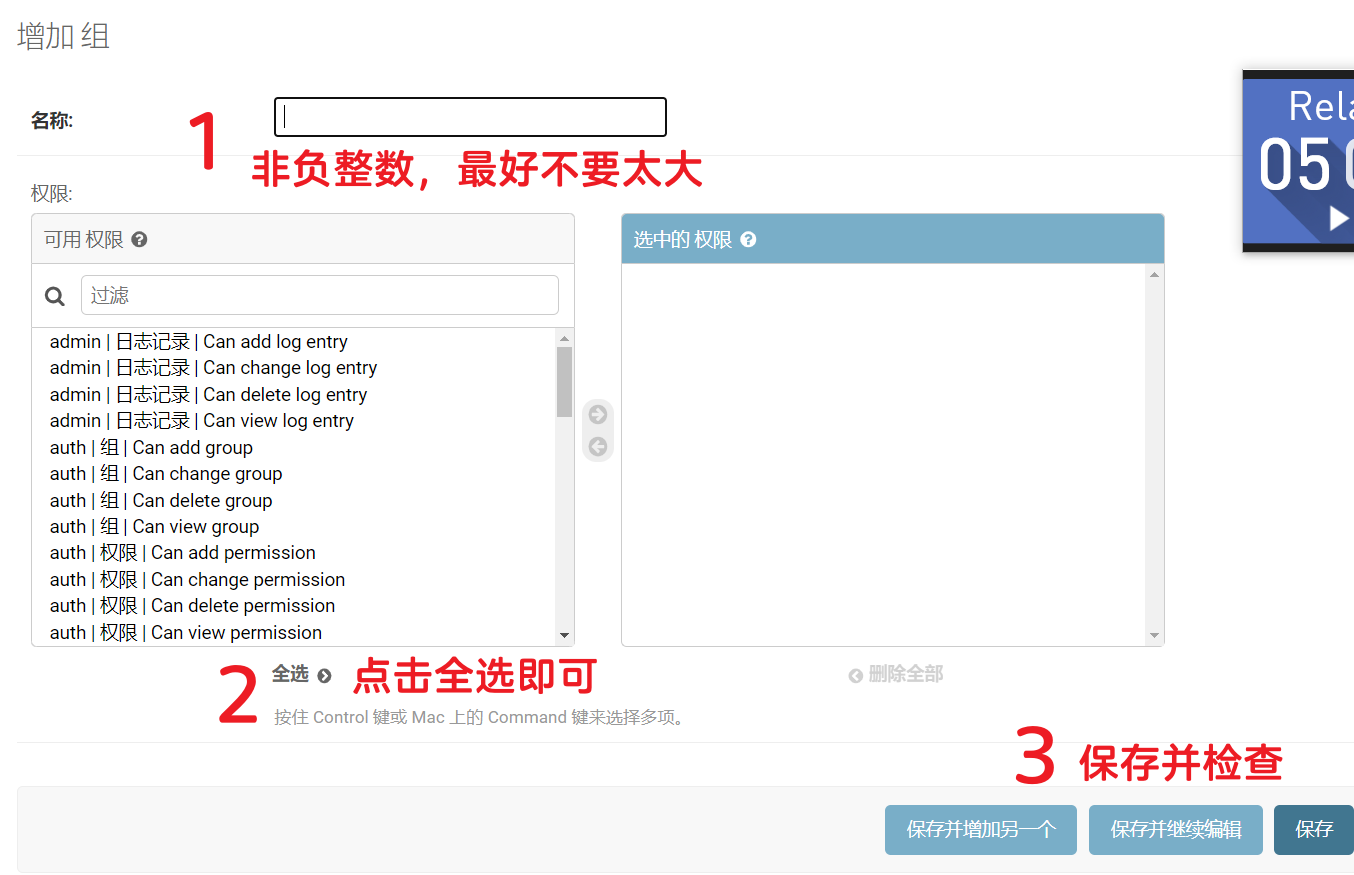 增加 组
名称:
1
非负整数，最好不要太大
Rela
05
权限:
可用 权限
选中的 权限
过滤
admin | 日志记录 | Can add log entry
admin | 日志记录 | Can change log entry
admin | 日志记录 | Can delete log entry
admin | 日志记录 | Can view log entry
auth | 组 | Can add group
auth | 组 | Can change group
auth | 组 | Can delete group
auth | 组 | Can view group
auth | 权限 | Can add permission
auth | 权限 | Can change permission
auth | 权限 | Can delete permission
auth | 权限 | Can view permission
2 全选 点击全选即可
删除全部
按住 Control 键或 Mac 上的 Command 键来选择多项。
3 保存并检查
保存并增加另一个
保存并继续编辑
保存